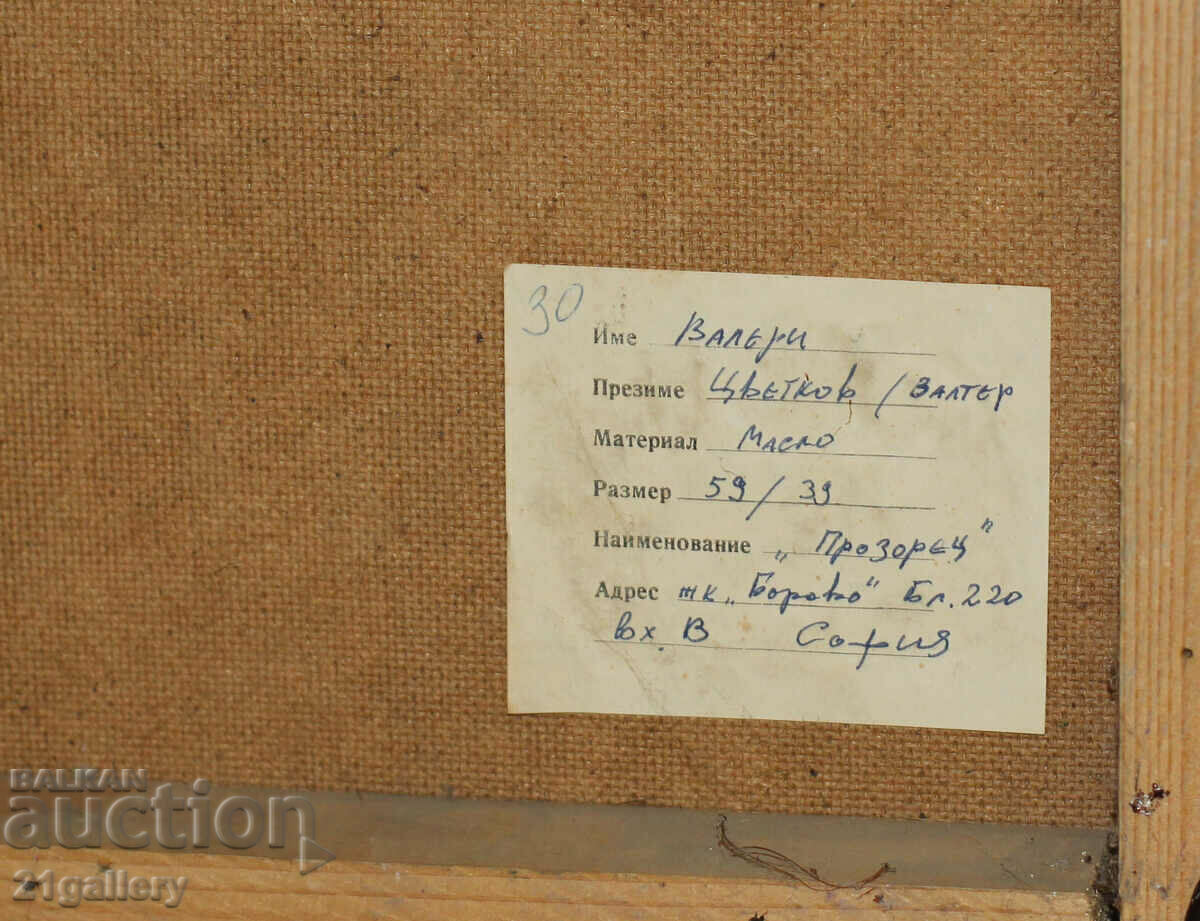 30
Име Валери
Презиме Цветков / Валтер
Материал Масло
Размер 59 / 39
Наименование „Прозорец"
Адрес жк „Борово" Бл. 220
вх В София
BALKAN
auction
21gallery